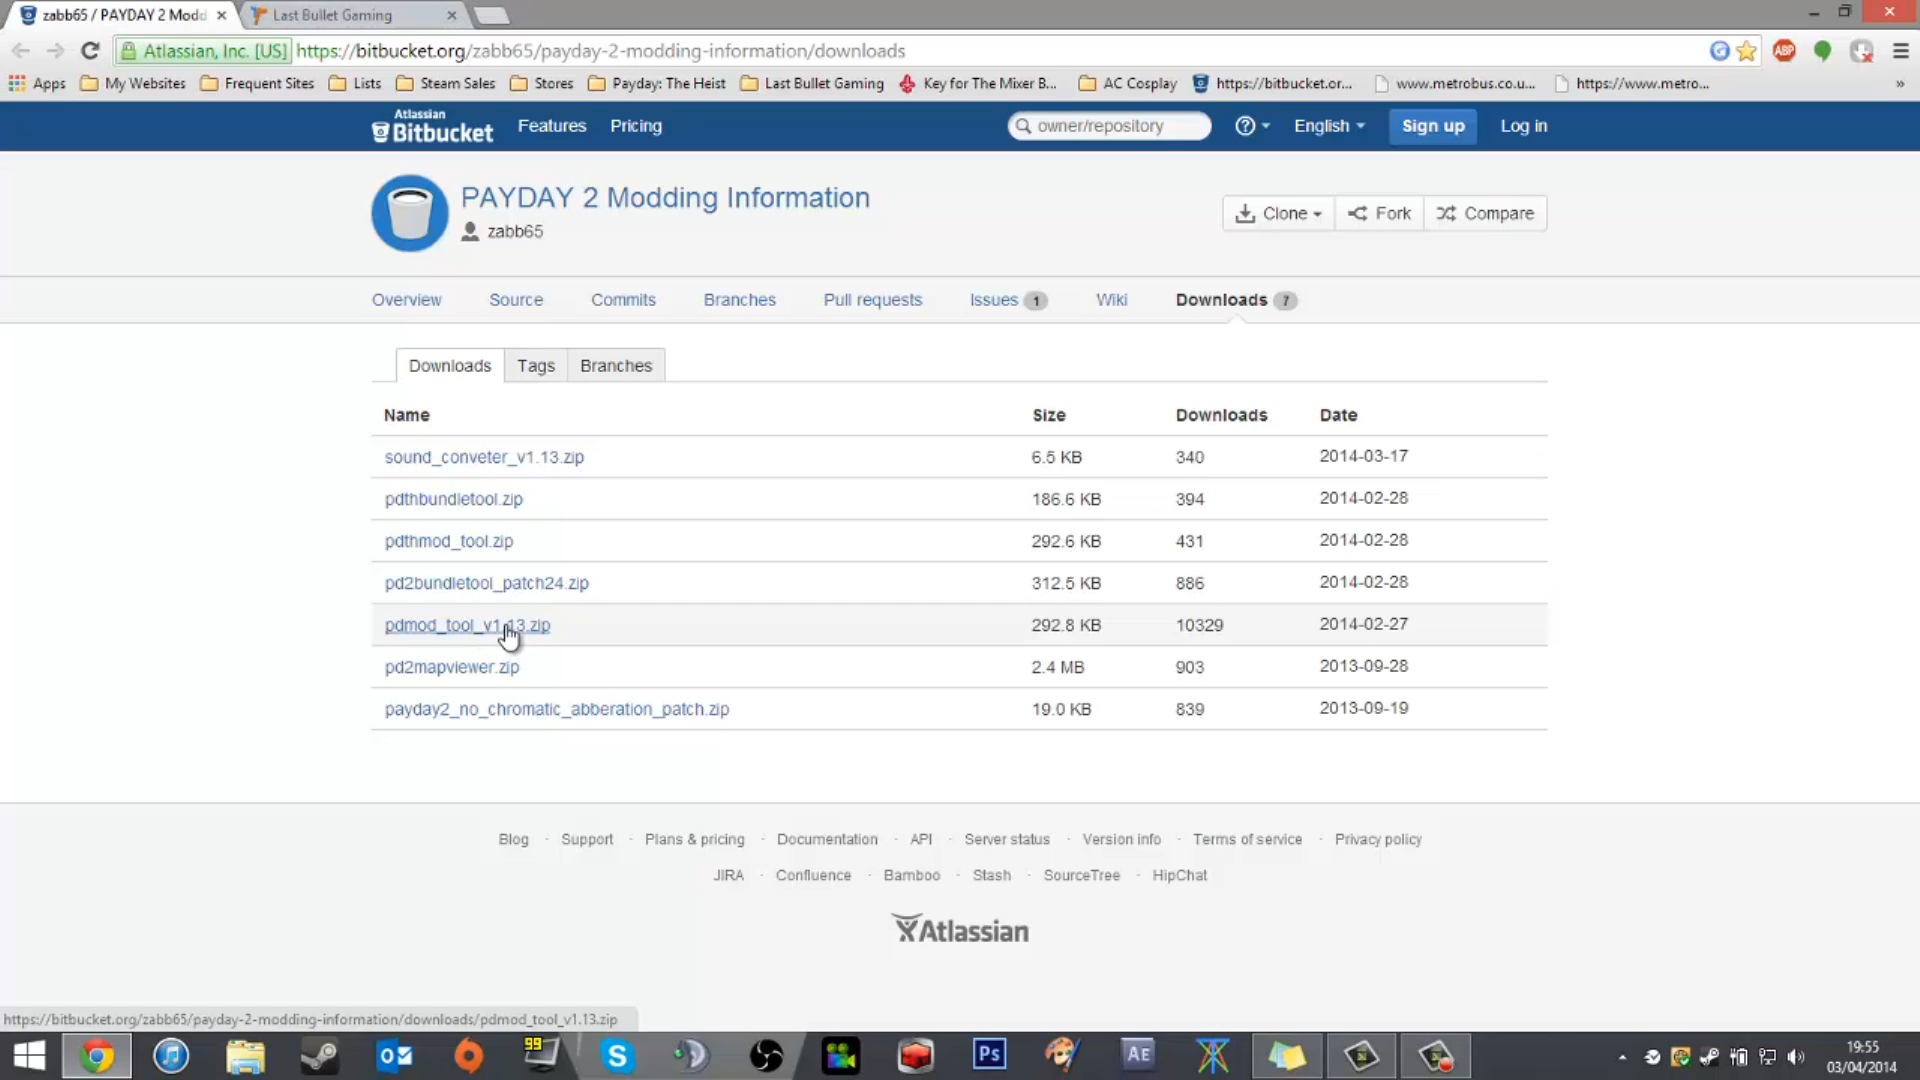 zabb65 / PAYDAY 2 Modd
Last Bullet Gaming
Atlassian, Inc. [US] https://bitbucket.org/zabb65/payday-2-modding-information/downloads
ABP
Apps My Websites Frequent Sites Lists Steam Sales Stores Payday: The Heist Last Bullet Gaming Key for The Mixer B... AC Cosplay https://bitbucket.or... www.metrobus.co.u... https://www.metro... »
Atlassian
Bitbucket Features Pricing owner/repository English Sign up Log in
PAYDAY 2 Modding Information
zabb65
Clone Fork Compare
Overview Source Commits Branches Pull requests Issues 1 Wiki Downloads 7
Downloads Tags Branches
Name Size Downloads Date
sound_conveter_v1.13.zip 6.5 KB 340 2014-03-17
pdthbundletool.zip 186.6 KB 394 2014-02-28
pdthmod_tool.zip 292.6 KB 431 2014-02-28
pd2bundletool_patch24.zip 312.5 KB 886 2014-02-28
pdmod_tool_v1.13.zip 292.8 KB 10329 2014-02-27
pd2mapviewer.zip 2.4 MB 903 2013-09-28
payday2_no_chromatic_abberation_patch.zip 19.0 KB 839 2013-09-19
Blog · Support · Plans & pricing · Documentation · API · Server status · Version info · Terms of service · Privacy policy
JIRA · Confluence · Bamboo · Stash · SourceTree · HipChat
Atlassian
https://bitbucket.org/zabb65/payday-2-modding-information/downloads/pdmod_tool_v1.13.zip
99
Ps
AE
19:55
03/04/2014